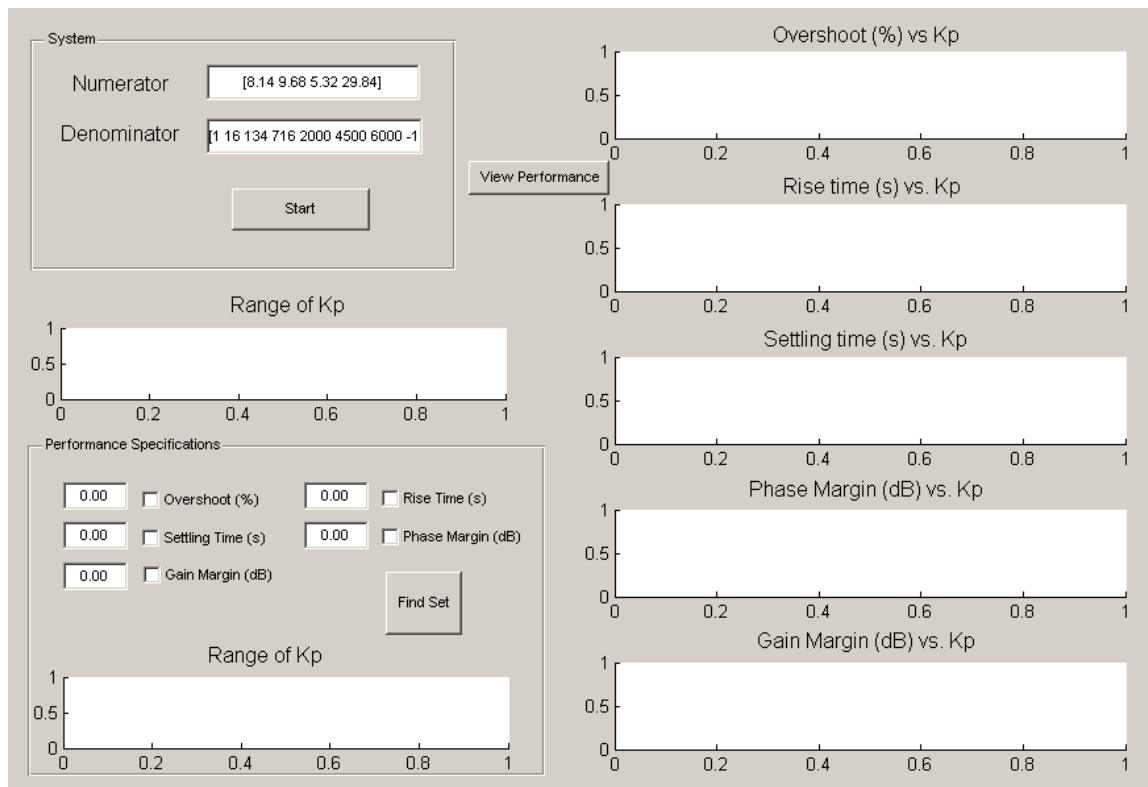 System
Numerator
[8.14 9.68 5.32 29.84]
Denominator
[1 16 134 716 2000 4500 6000 -1
Start
View Performance
Range of Kp
1
0.5
0
0 0.2 0.4 0.6 0.8 1
Performance Specifications
0.00 Overshoot (%) 0.00 Rise Time (s)
0.00 Settling Time (s) 0.00 Phase Margin (dB)
0.00 Gain Margin (dB)
Find Set
Range of Kp
1
0.5
0
0 0.2 0.4 0.6 0.8 1
Overshoot (%) vs Kp
1
0.5
0
0 0.2 0.4 0.6 0.8 1
Rise time (s) vs. Kp
1
0.5
0
0 0.2 0.4 0.6 0.8 1
Settling time (s) vs. Kp
1
0.5
0
0 0.2 0.4 0.6 0.8 1
Phase Margin (dB) vs. Kp
1
0.5
0
0 0.2 0.4 0.6 0.8 1
Gain Margin (dB) vs. Kp
1
0.5
0
0 0.2 0.4 0.6 0.8 1